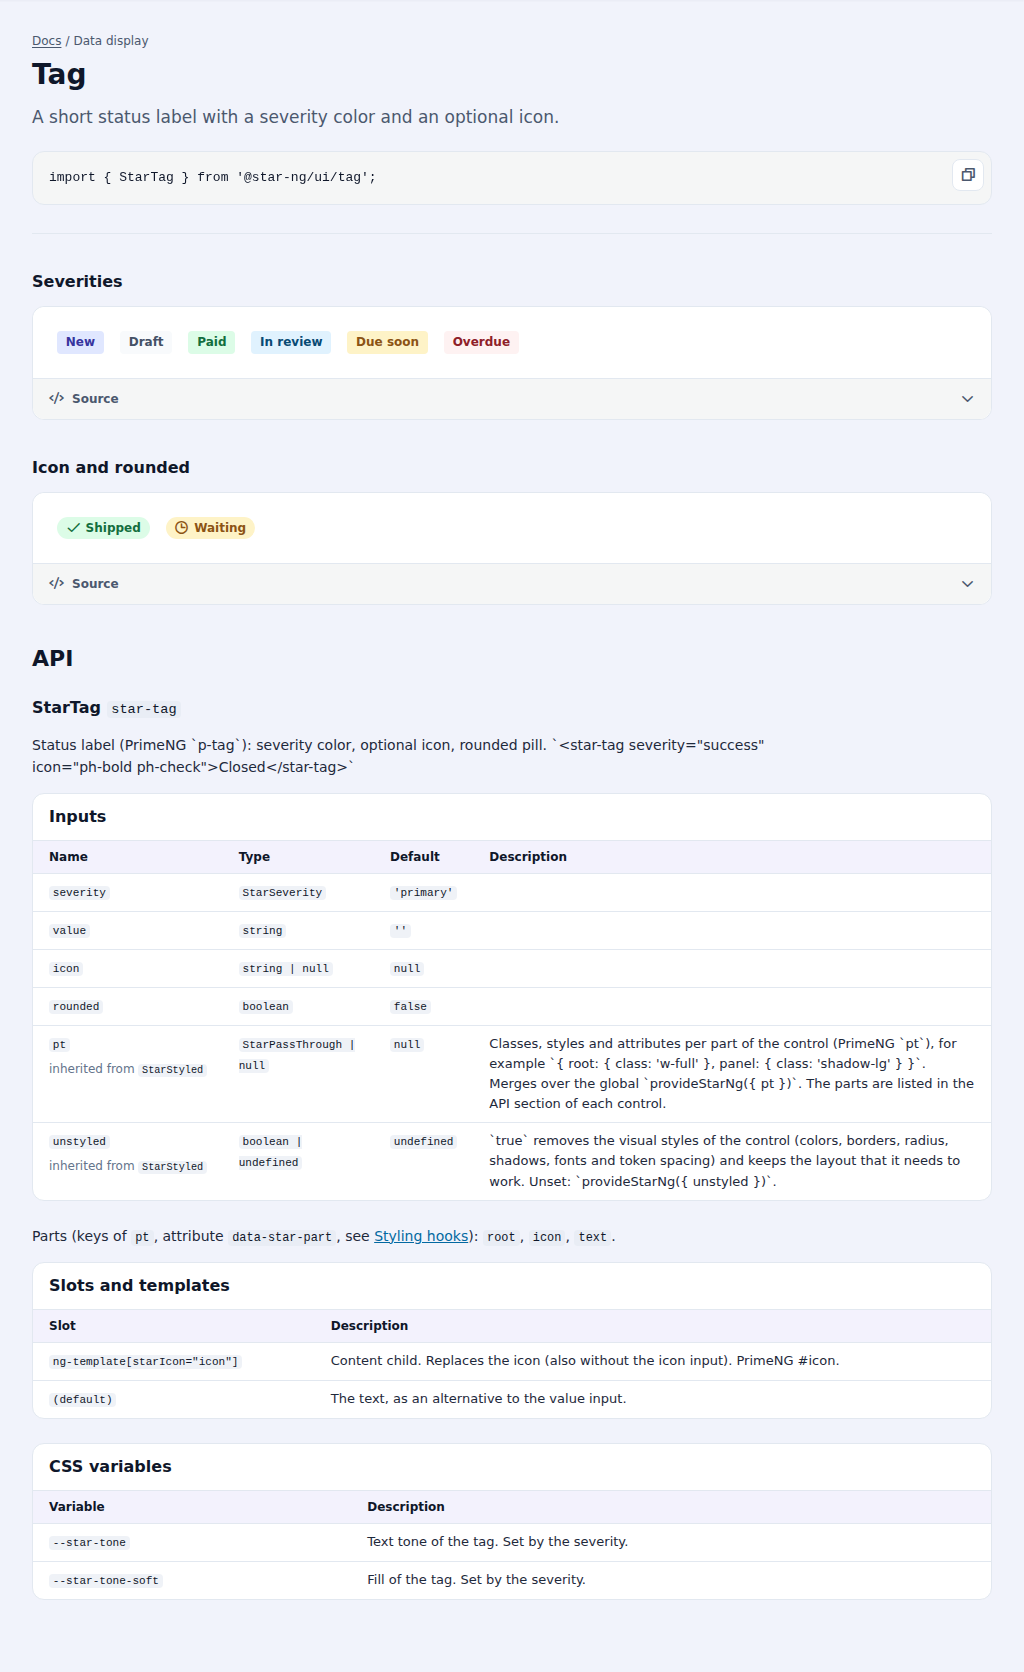 Docs / Data display
Tag
A short status label with a severity color and an optional icon.
import { StarTag } from '@star-ng/ui/tag';
Severities
New Draft Paid In review Due soon Overdue
</> Source
Icon and rounded
Shipped Waiting
</> Source
API
StarTag star-tag
Status label (PrimeNG `p-tag`): severity color, optional icon, rounded pill. `<star-tag severity="success"
icon="ph-bold ph-check">Closed</star-tag>`
Inputs
Name Type Default Description
severity StarSeverity 'primary'
value string ''
icon string | null null
rounded boolean false
pt StarPassThrough | null Classes, styles and attributes per part of the control (PrimeNG `pt`), for
inherited from StarStyled null example `{ root: { class: 'w-full' }, panel: { class: 'shadow-lg' } }`.
Merges over the global `provideStarNg({ pt })`. The parts are listed in the
API section of each control.
unstyled boolean | undefined `true` removes the visual styles of the control (colors, borders, radius,
inherited from StarStyled undefined shadows, fonts and token spacing) and keeps the layout that it needs to
work. Unset: `provideStarNg({ unstyled })`.
Parts (keys of pt, attribute data-star-part, see Styling hooks): root, icon, text.
Slots and templates
Slot Description
ng-template[starIcon="icon"] Content child. Replaces the icon (also without the icon input). PrimeNG #icon.
(default) The text, as an alternative to the value input.
CSS variables
Variable Description
--star-tone Text tone of the tag. Set by the severity.
--star-tone-soft Fill of the tag. Set by the severity.